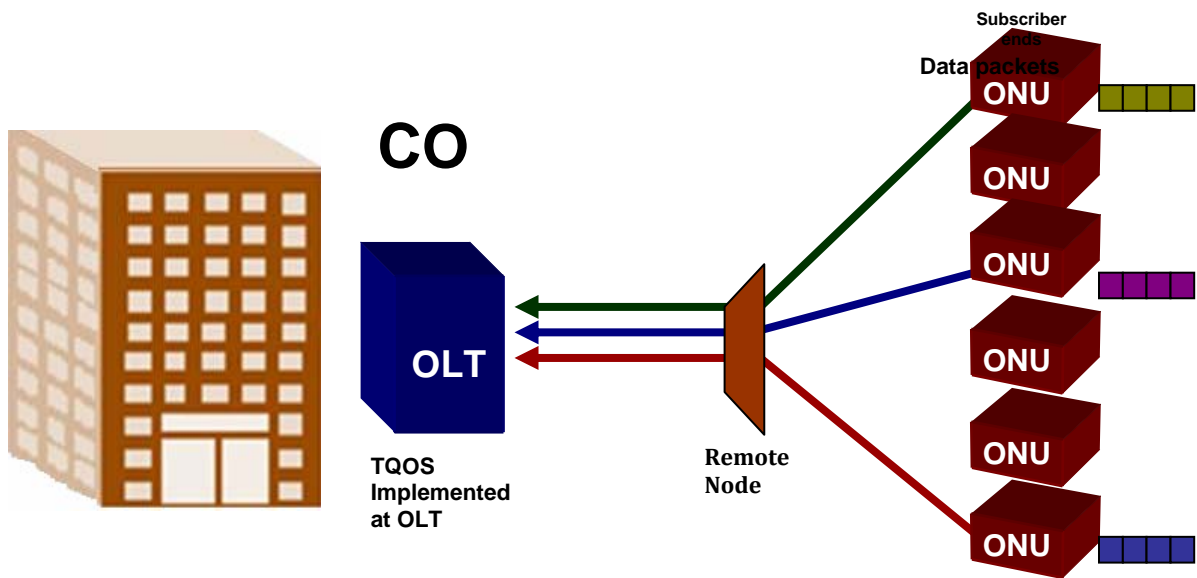 Subscriber
ends
Data packets
ONU
CO
ONU
ONU
OLT
ONU
ONU
TQOS
Implemented
at OLT
Remote
Node
ONU